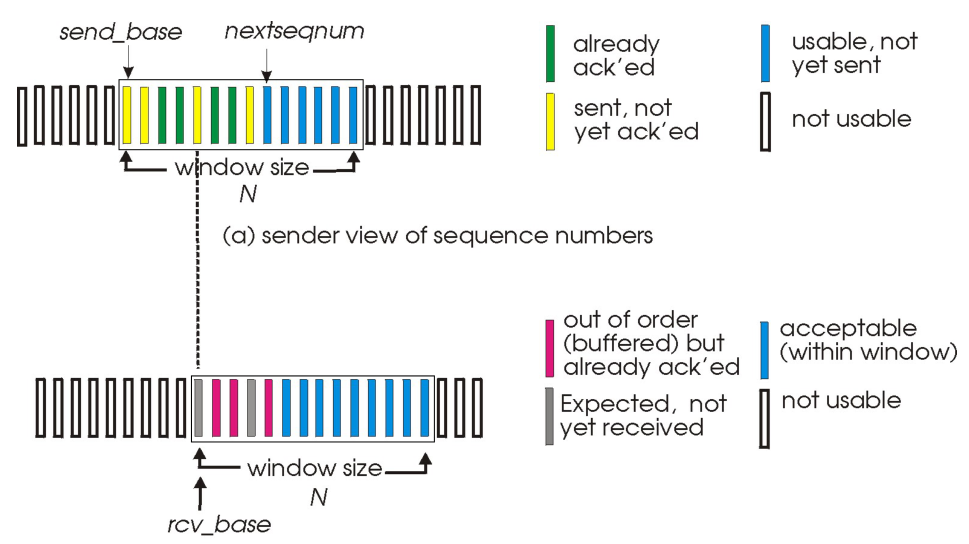 send_base
nextseqnum
already
ack'ed
usable, not
yet sent
sent, not
yet ack'ed
not usable
window size
N
(a) sender view of sequence numbers
out of order
(buffered) but
already ack'ed
acceptable
(within window)
Expected, not
yet received
not usable
window size
N
rcv_base